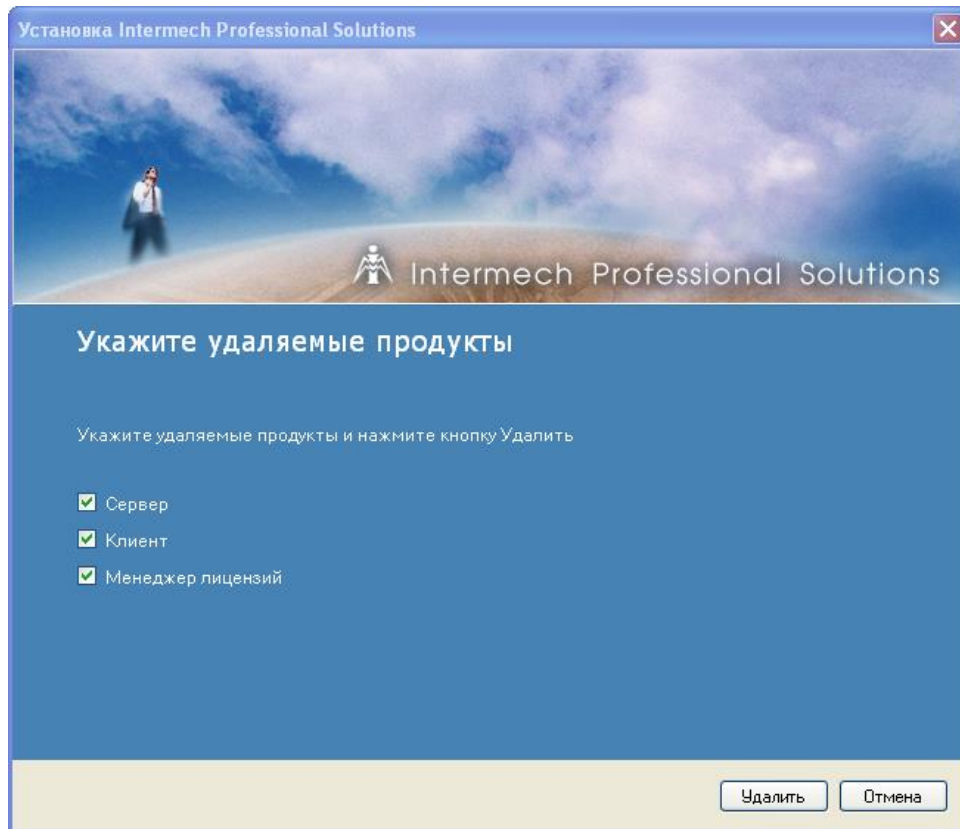 Установка Intermech Professional Solutions
Intermech Professional Solutions
Укажите удаляемые продукты
Укажите удаляемые продукты и нажмите кнопку Удалить
Сервер
Клиент
Менеджер лицензий
Удалить Отмена